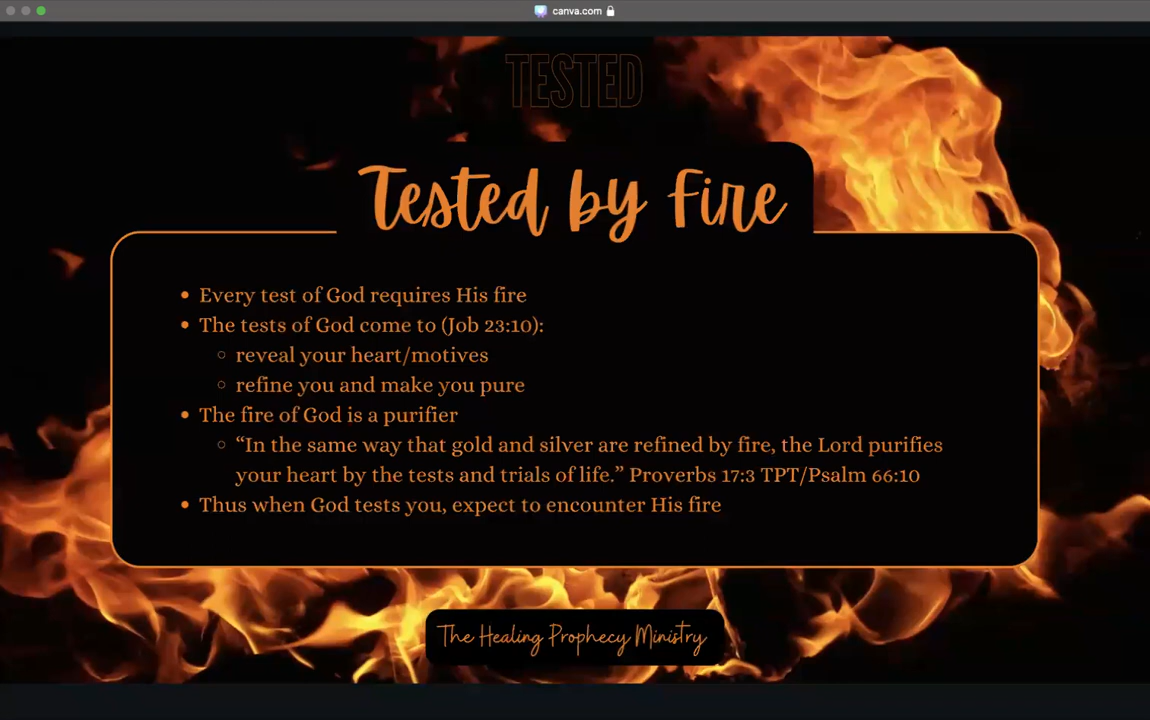 canva.com
TESTED
Tested by Fire
• Every test of God requires His fire
• The tests of God come to (Job 23:10):
○ reveal your heart/motives
○ refine you and make you pure
• The fire of God is a purifier
○ “In the same way that gold and silver are refined by fire, the Lord purifies
your heart by the tests and trials of life.” Proverbs 17:3 TPT/Psalm 66:10
• Thus when God tests you, expect to encounter His fire
The Healing Prophecy Ministry